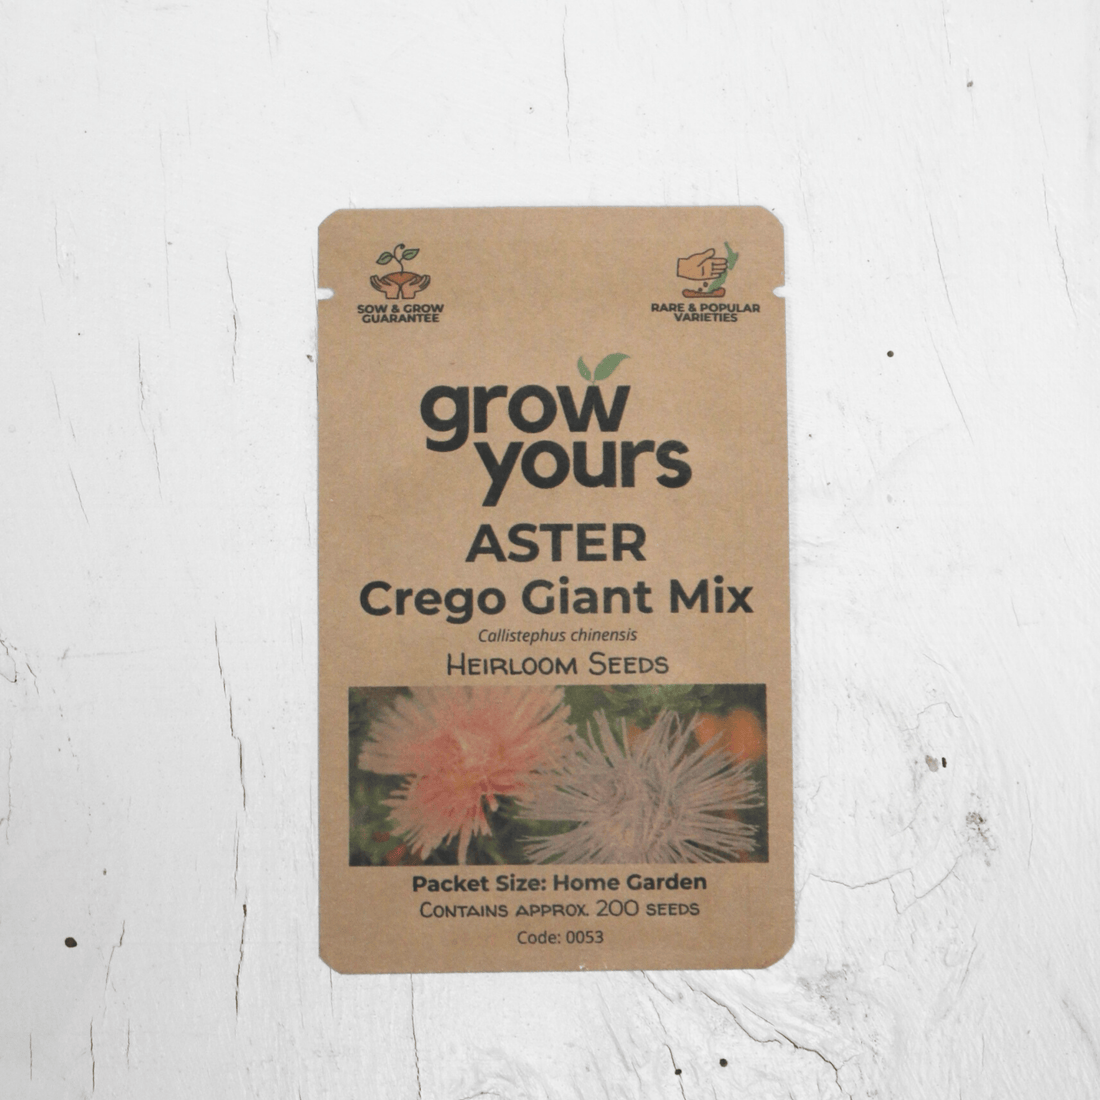 SOW & GROW
GUARANTEE
RARE & POPULAR
VARIETIES
grow
yours
ASTER
Crego Giant Mix
Callistephus chinensis
HEIRLOOM SEEDS
Packet Size: Home Garden
CONTAINS APPROX. 200 SEEDS
Code: 0053